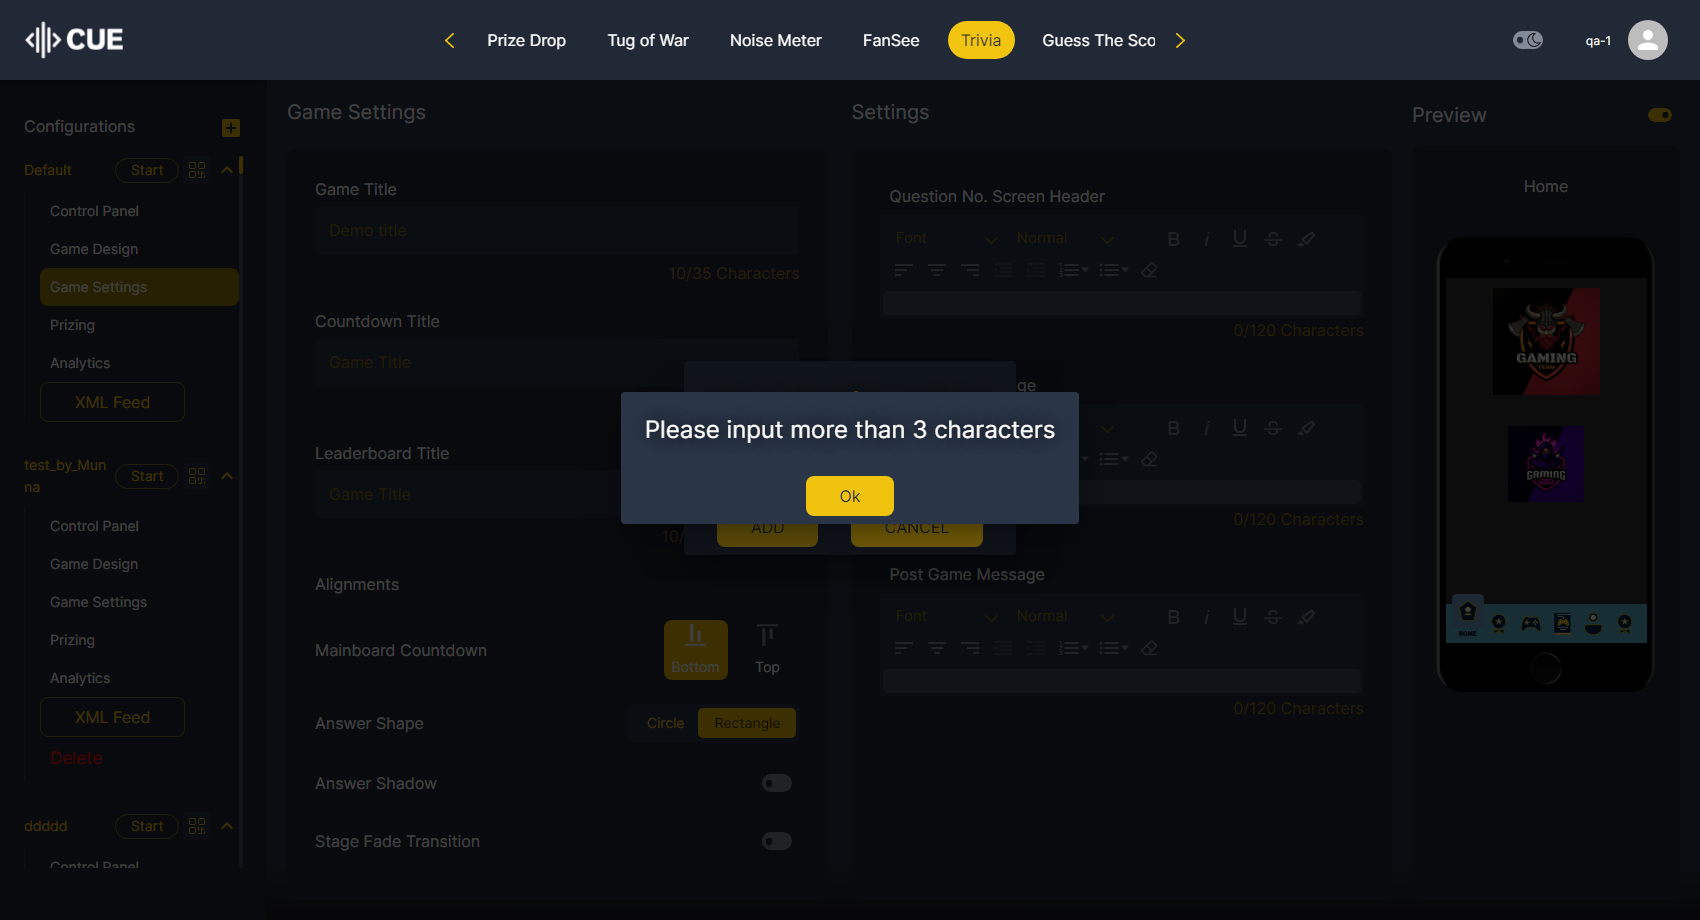 CUE
Prize Drop
Tug of War
Noise Meter
FanSee
Trivia
Guess The Sco
qa-1
Configurations
Default
Start
Control Panel
Game Design
Game Settings
Prizing
Analytics
XML Feed
test_by_Mun
na
Start
Control Panel
Game Design
Game Settings
Prizing
Analytics
XML Feed
Delete
ddddd
Start
Control Panel
Game Settings
Game Title
Demo title
10/35 Characters
Countdown Title
Game Title
Leaderboard Title
Game Title
10/
Alignments
Mainboard Countdown
Bottom
Top
Answer Shape
Circle
Rectangle
Answer Shadow
Stage Fade Transition
Please input more than 3 characters
Ok
ADD
CANCEL
Settings
Question No. Screen Header
Font
Normal
0/120 Characters
ge
0/120 Characters
Post Game Message
Font
Normal
0/120 Characters
Preview
Home
GAMING
TEAM
GAMING
HOME